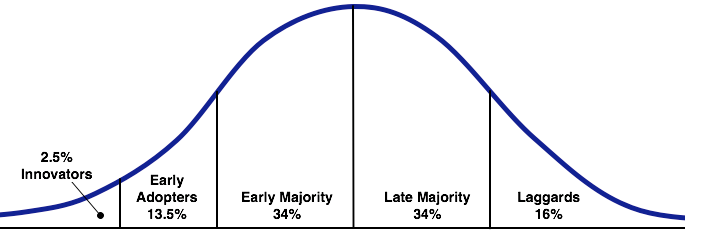 2.5%
Innovators
Early
Adopters
13.5%
Early Majority
34%
Late Majority
34%
Laggards
16%